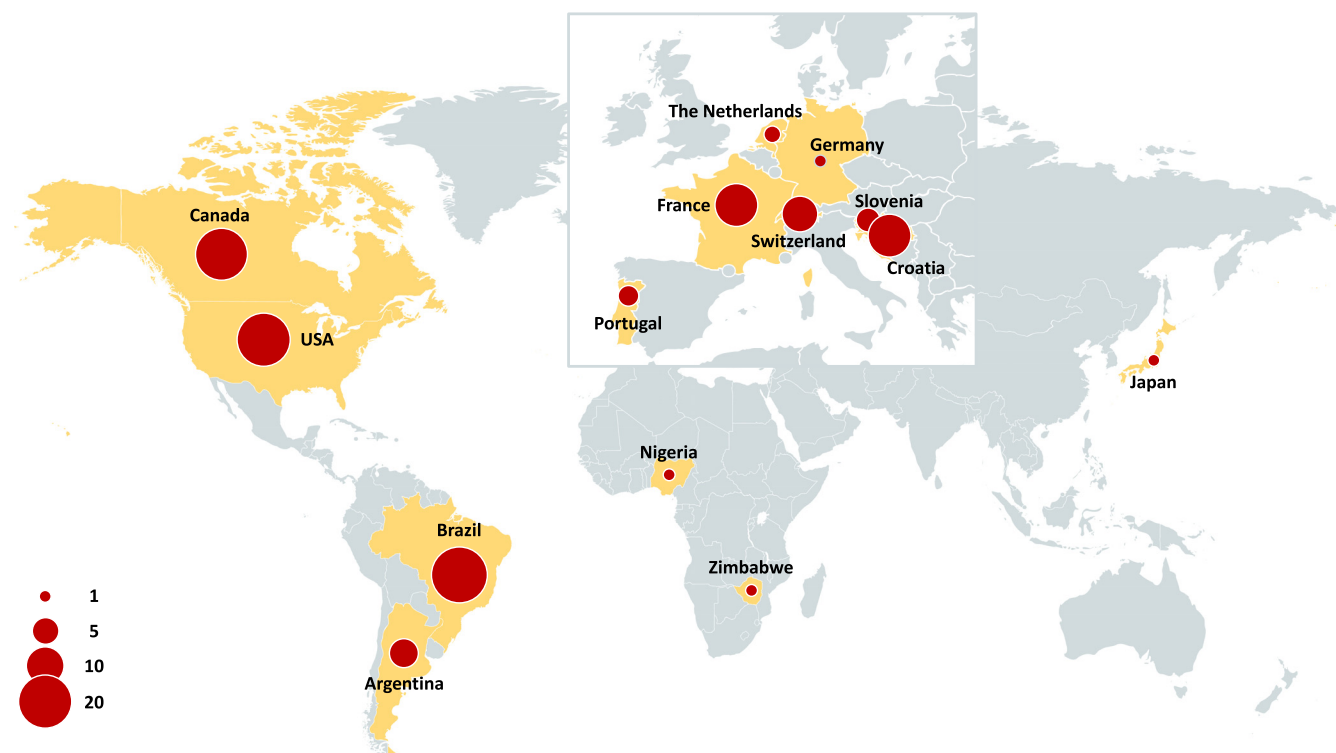 The Netherlands
Germany
France
Slovenia
Canada
Switzerland
Croatia
Portugal
USA
Japan
Nigeria
Brazil
Zimbabwe
Argentina
1
5
10
20